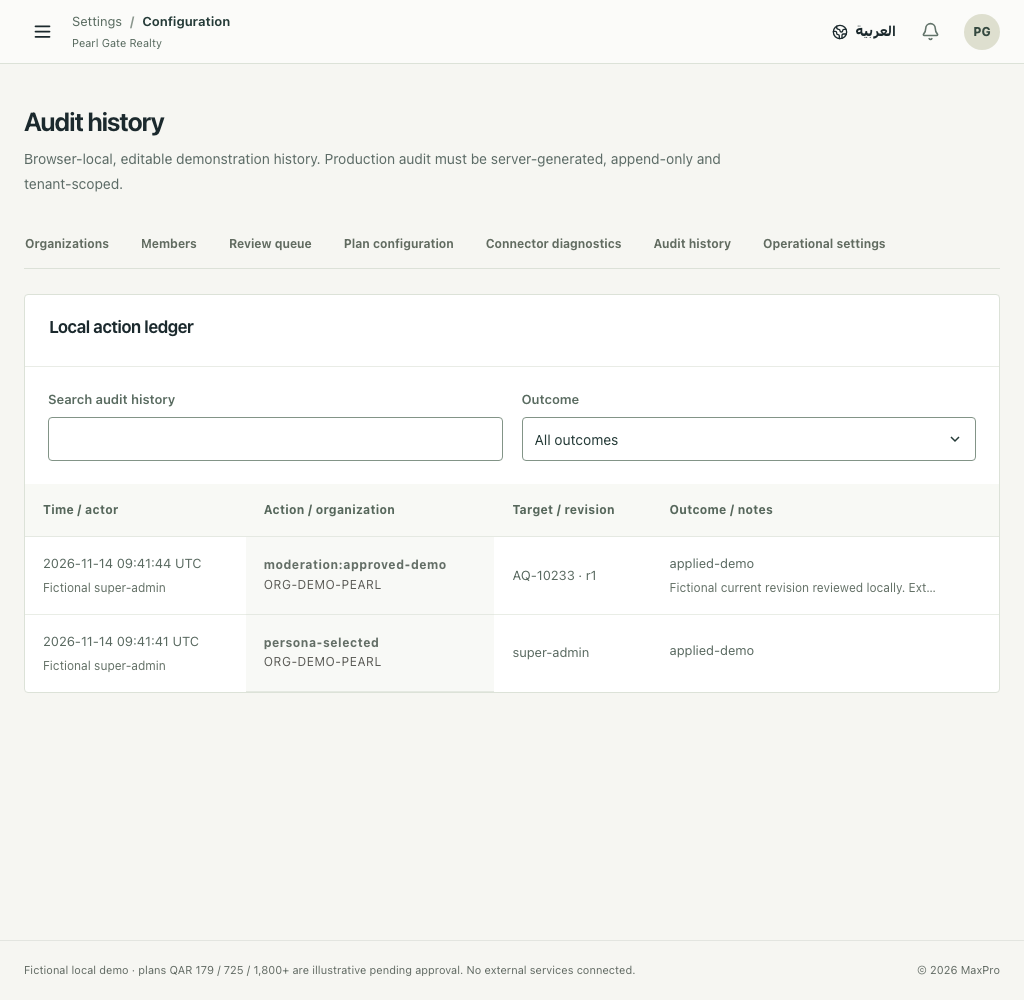 Settings / Configuration
Pearl Gate Realty
العربية
PG
Audit history
Browser-local, editable demonstration history. Production audit must be server-generated, append-only and
tenant-scoped.
Organizations Members Review queue Plan configuration Connector diagnostics Audit history Operational settings
Local action ledger
Search audit history Outcome
All outcomes
Time / actor Action / organization Target / revision Outcome / notes
2026-11-14 09:41:44 UTC moderation:approved-demo AQ-10233 · r1 applied-demo
Fictional super-admin ORG-DEMO-PEARL Fictional current revision reviewed locally. Ext…
2026-11-14 09:41:41 UTC persona-selected super-admin applied-demo
Fictional super-admin ORG-DEMO-PEARL
Fictional local demo · plans QAR 179 / 725 / 1,800+ are illustrative pending approval. No external services connected. © 2026 MaxPro